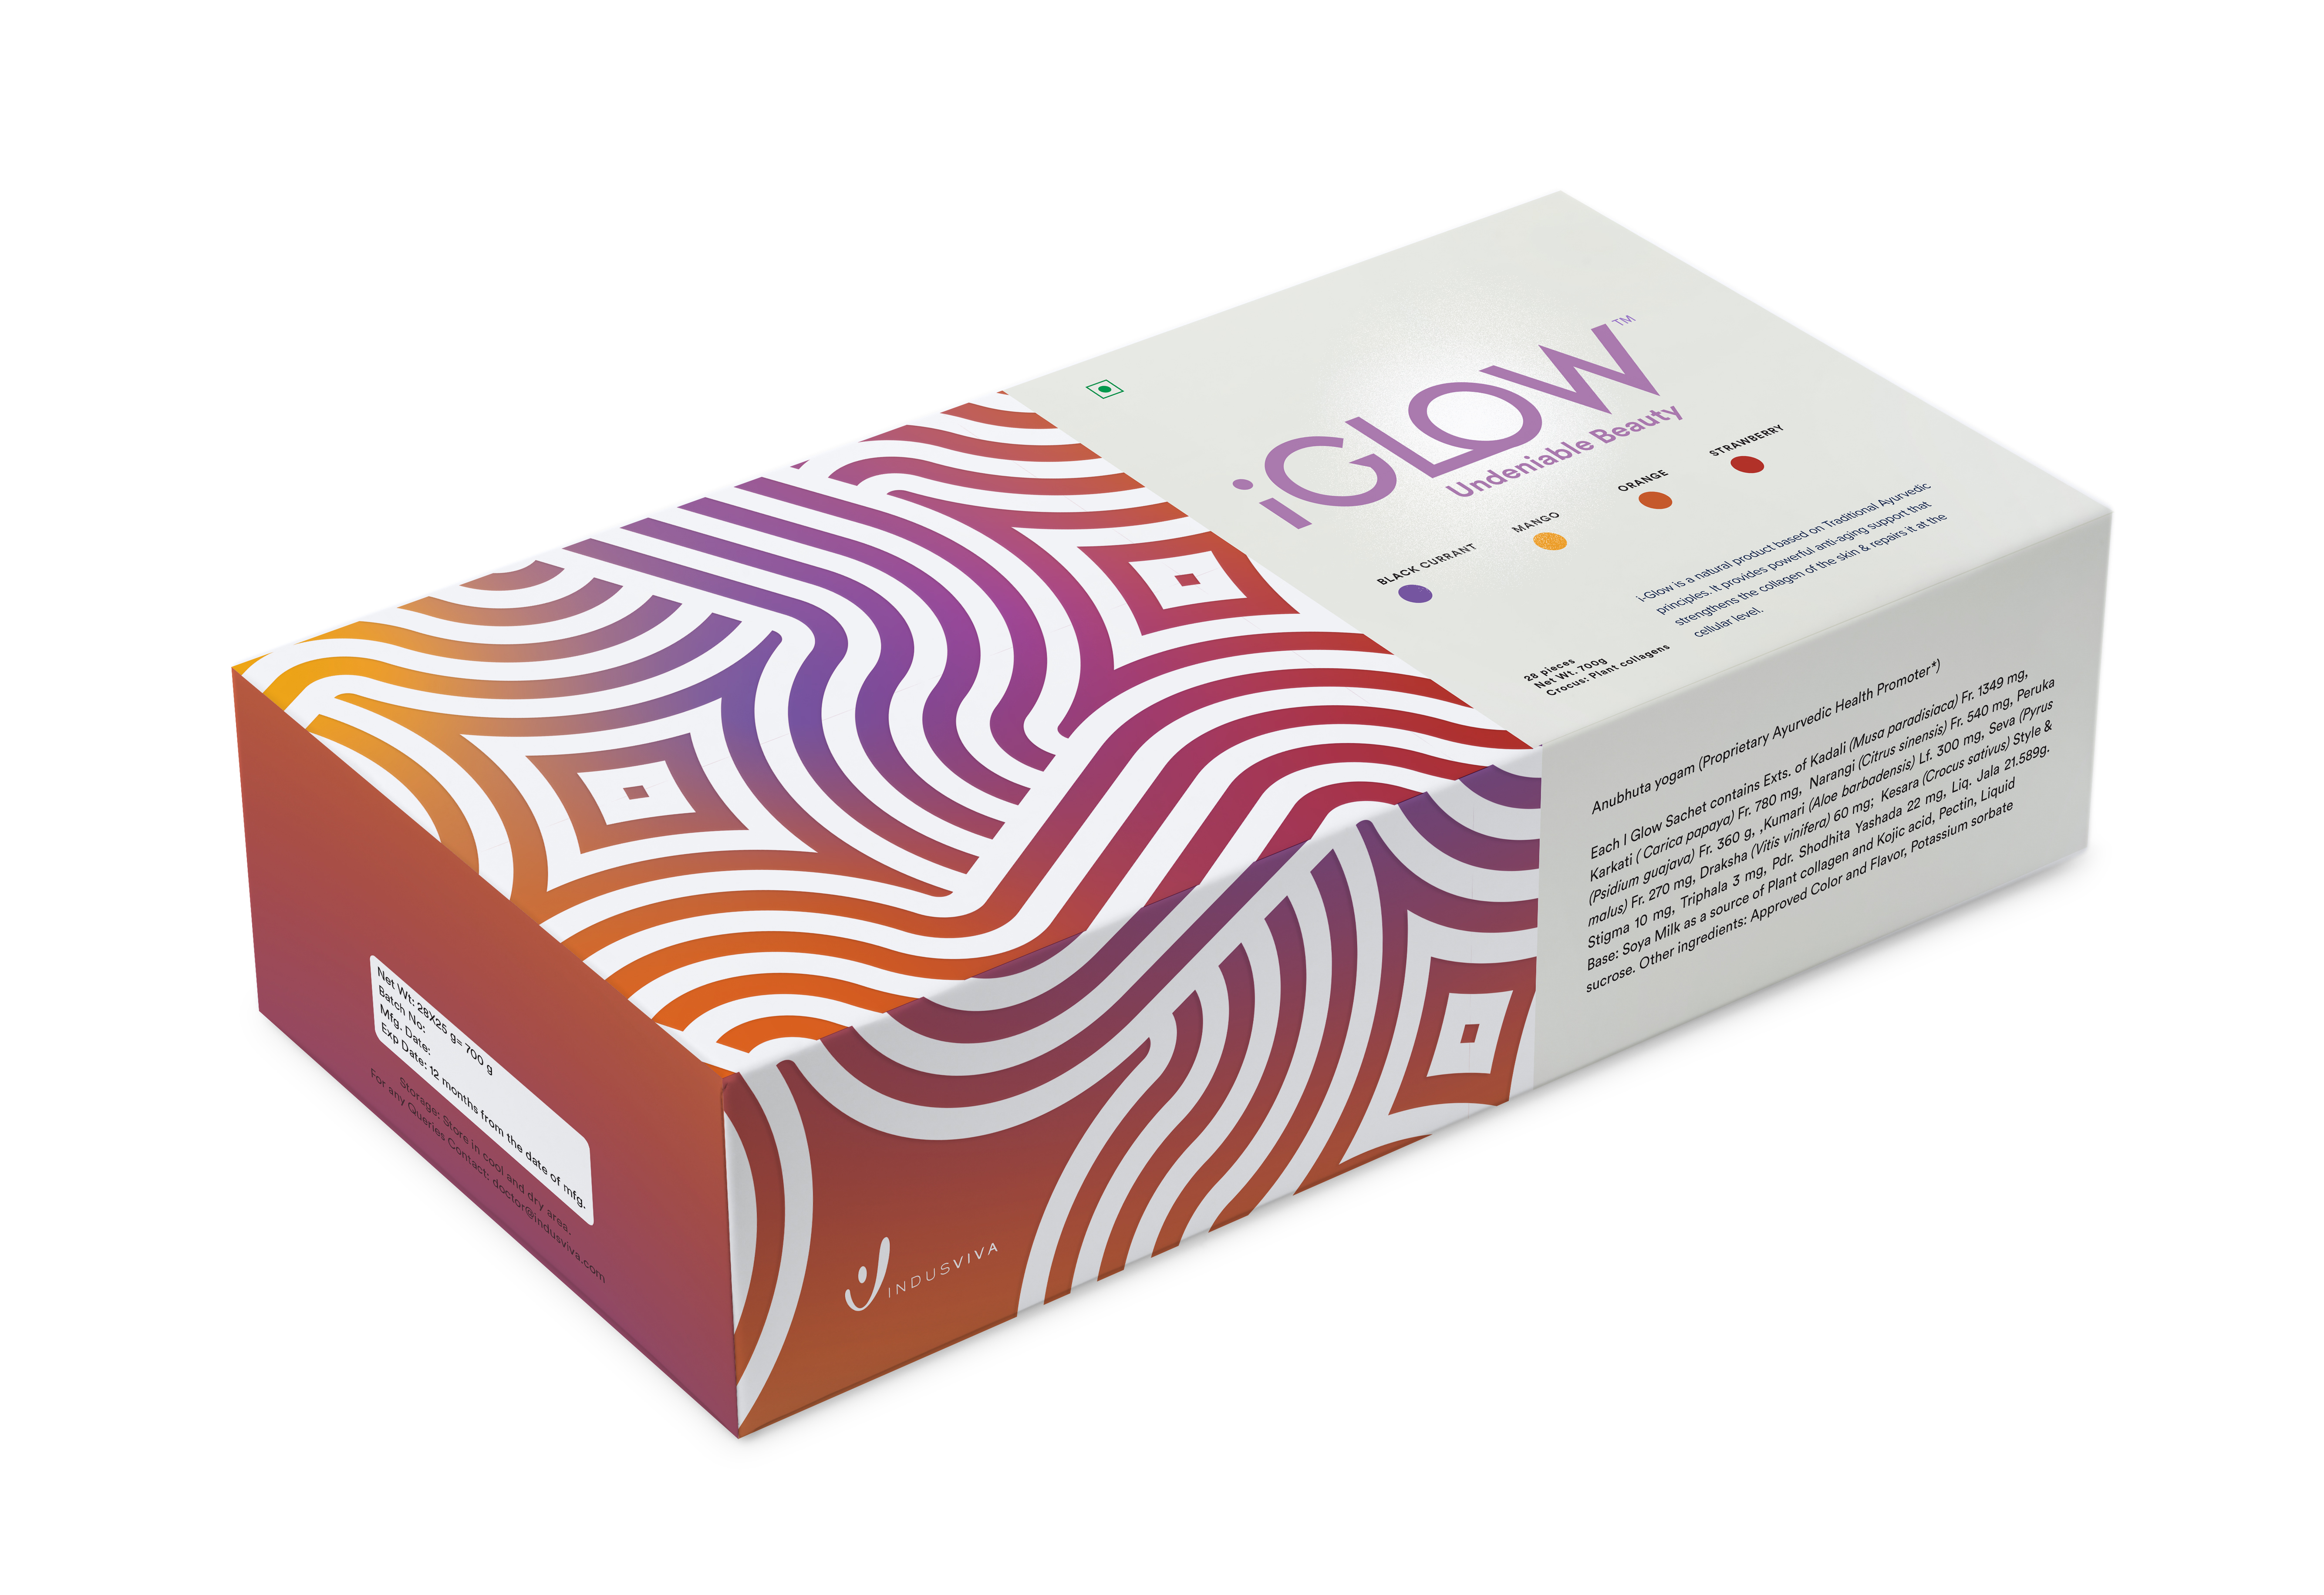 iGLOW™
Undeniable Beauty
BLACK CURRANT
MANGO
ORANGE
STRAWBERRY
i-Glow is a natural product based on Traditional Ayurvedic
principles. It provides powerful anti-aging support that
strengthens the collagen of the skin & repairs it at the
cellular level.
28 pieces
Net Wt. 700g
Crocus: Plant collagens
Anubhuta yogam (Proprietary Ayurvedic Health Promoter*)
Each I Glow Sachet contains Exts. of Kadali (Musa paradisiaca) Fr. 1349 mg,
Karkati ( Carica papaya) Fr. 780 mg, Narangi (Citrus sinensis) Fr. 540 mg, Peruka
(Psidium guajava) Fr. 360 g, ,Kumari (Aloe barbadensis) Lf. 300 mg, Seva (Pyrus
malus) Fr. 270 mg, Draksha (Vitis vinifera) 60 mg; Kesara (Crocus sativus) Style &
Stigma 10 mg, Triphala 3 mg, Pdr. Shodhita Yashada 22 mg, Liq. Jala 21.589g.
Base: Soya Milk as a source of Plant collagen and Kojic acid, Pectin, Liquid
sucrose. Other ingredients: Approved Color and Flavor, Potassium sorbate
Net Wt: 28X25 g= 700 g
Batch No:
Mfg. Date:
Exp Date: 12 months from the date of mfg.
Storage: Store in cool and dry area.
For any Queries Contact: doctor@indusviva.com
INDUSVIVA